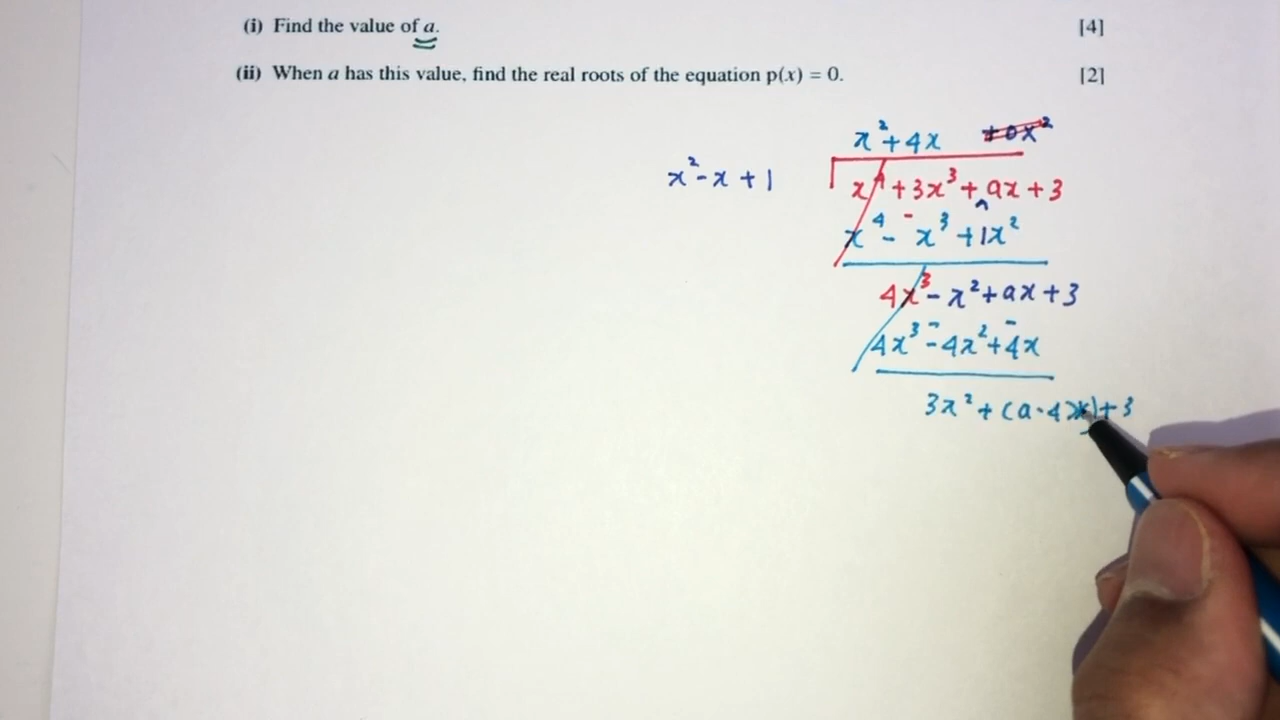 (i) Find the value of a. [4]
(ii) When a has this value, find the real roots of the equation p(x) = 0. [2]
x² + 4x + 0x²
x² - x + 1
x⁴ + 3x³ + ax + 3
x⁴ - x³ + 1x²
4x³ - x² + ax + 3
4x³ - 4x² + 4x
3x² + (a - 4)x + 3